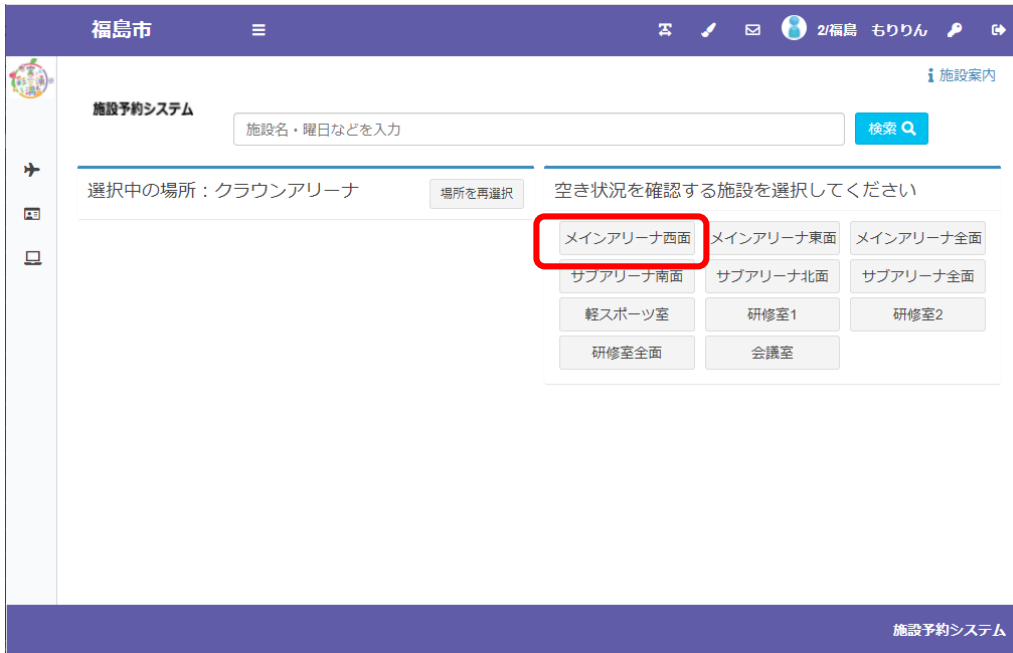 福島市
2/福島 もりりん
施設案内
施設予約システム
施設名・曜日などを入力
検索
選択中の場所：クラウンアリーナ
場所を再選択
空き状況を確認する施設を選択してください
メインアリーナ西面 メインアリーナ東面 メインアリーナ全面
サブアリーナ南面 サブアリーナ北面 サブアリーナ全面
軽スポーツ室 研修室1 研修室2
研修室全面 会議室
施設予約システム